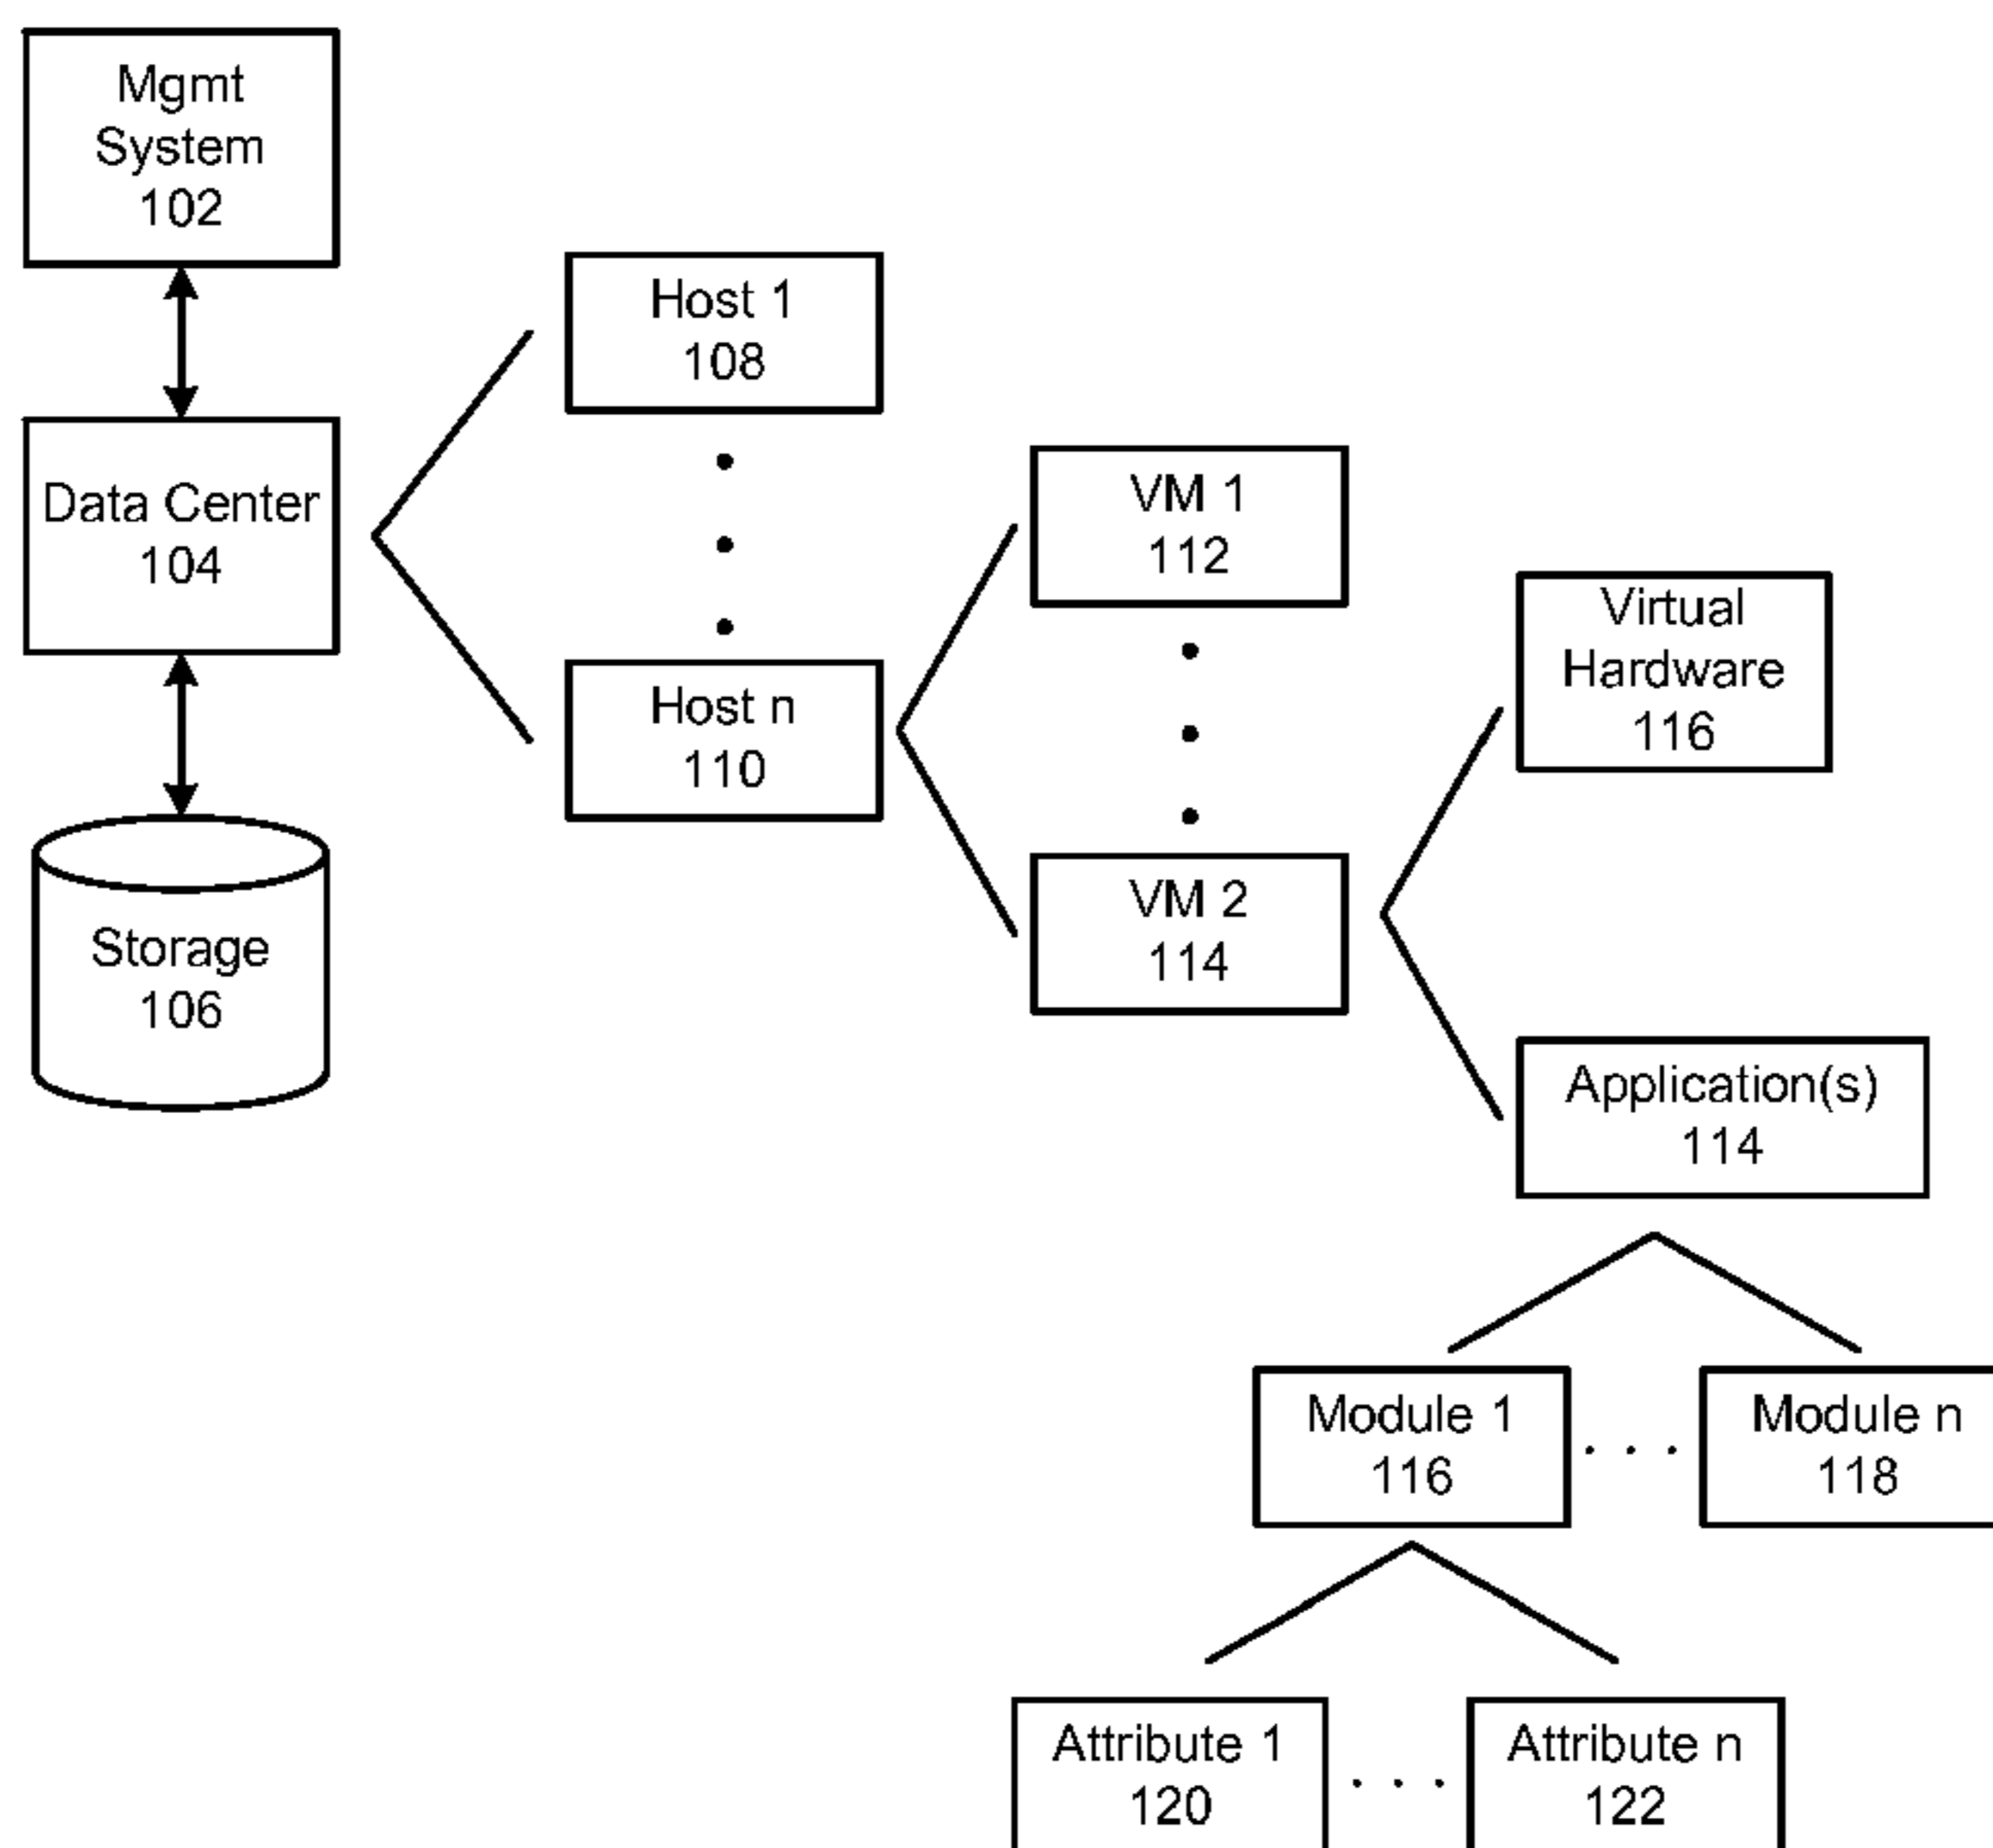 Mgmt
System
102
Data Center
104
Storage
106
Host 1
108
Host n
110
VM 1
112
VM 2
114
Virtual
Hardware
116
Application(s)
114
Module 1
116
. . .
Module n
118
Attribute 1
120
. . .
Attribute n
122